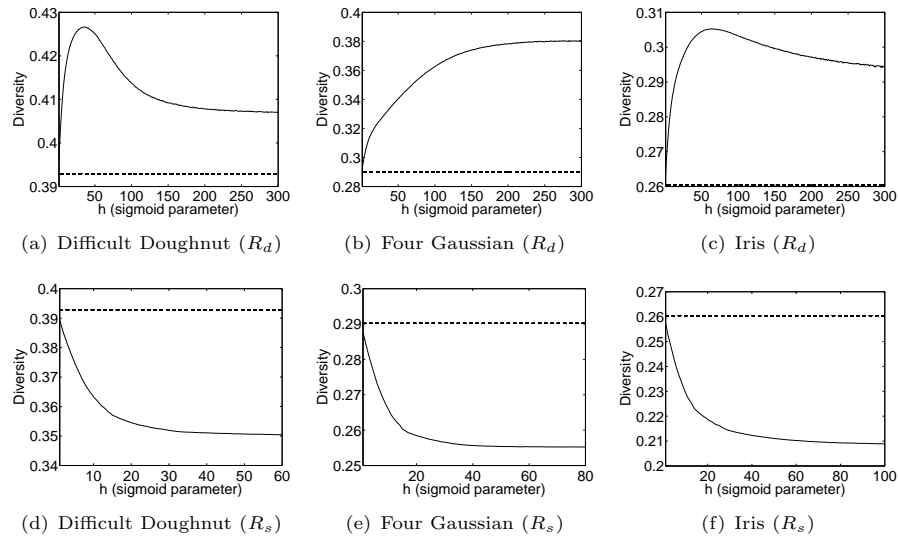 0.43
0.42
0.41
0.4
0.39
Diversity
50 100 150 200 250 300
h (sigmoid parameter)
(a) Difficult Doughnut (Rd)
0.4
0.38
0.36
0.34
0.32
0.3
0.28
Diversity
50 100 150 200 250 300
h (sigmoid parameter)
(b) Four Gaussian (Rd)
0.31
0.3
0.29
0.28
0.27
0.26
Diversity
50 100 150 200 250 300
h (sigmoid parameter)
(c) Iris (Rd)
0.4
0.39
0.38
0.37
0.36
0.35
0.34
Diversity
10 20 30 40 50 60
h (sigmoid parameter)
(d) Difficult Doughnut (Rs)
0.3
0.29
0.28
0.27
0.26
0.25
Diversity
20 40 60 80
h (sigmoid parameter)
(e) Four Gaussian (Rs)
0.27
0.26
0.25
0.24
0.23
0.22
0.21
0.2
Diversity
20 40 60 80 100
h (sigmoid parameter)
(f) Iris (Rs)